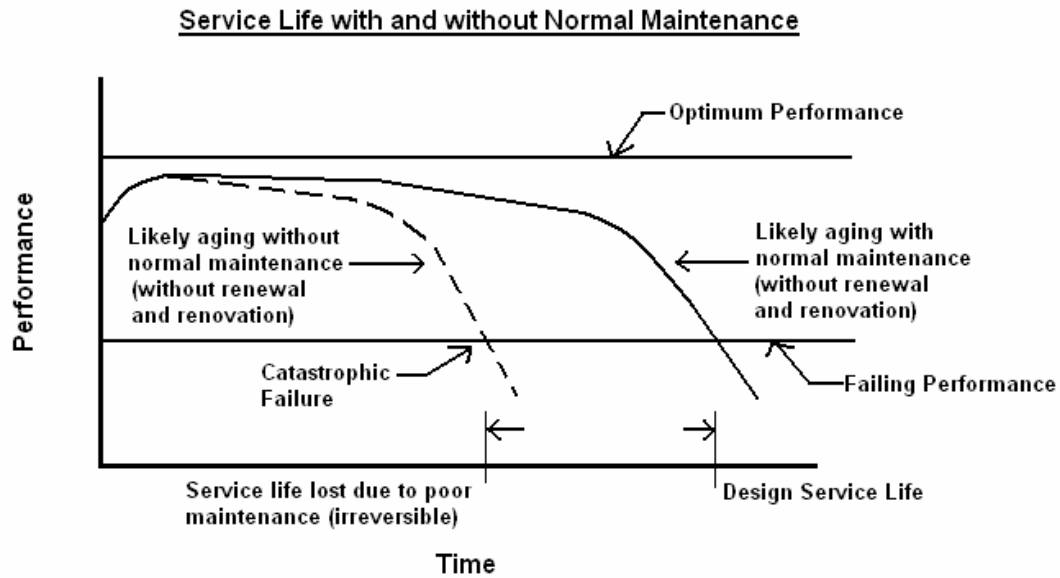 Service Life with and without Normal Maintenance
Optimum Performance
Performance
Likely aging without
normal maintenance
(without renewal
and renovation)
Likely aging with
normal maintenance
(without renewal
and renovation)
Catastrophic
Failure
Failing Performance
Service life lost due to poor
maintenance (irreversible)
Design Service Life
Time